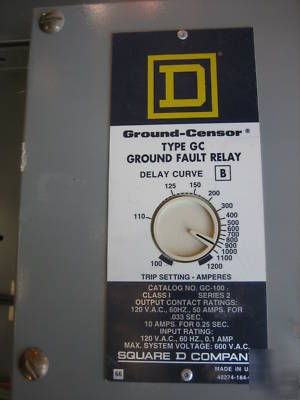 D
Ground-Censor®
TYPE GC
GROUND FAULT RELAY
DELAY CURVE B
125 150
200
110 300
400
500
600
700
800
900
1000
1100
100 1200
TRIP SETTING - AMPERES
CATALOG NO. GC-100
CLASS I SERIES 2
OUTPUT CONTACT RATINGS:
120 V.A.C., 60HZ, 50 AMPS. FOR
.033 SEC.
10 AMPS. FOR 0.25 SEC.
INPUT RATING:
120 V.A.C., 60 HZ, 0.1 AMP
MAX. SYSTEM VOLTAGE: 600 V.A.C.
SQUARE D COMPAN
MADE IN U